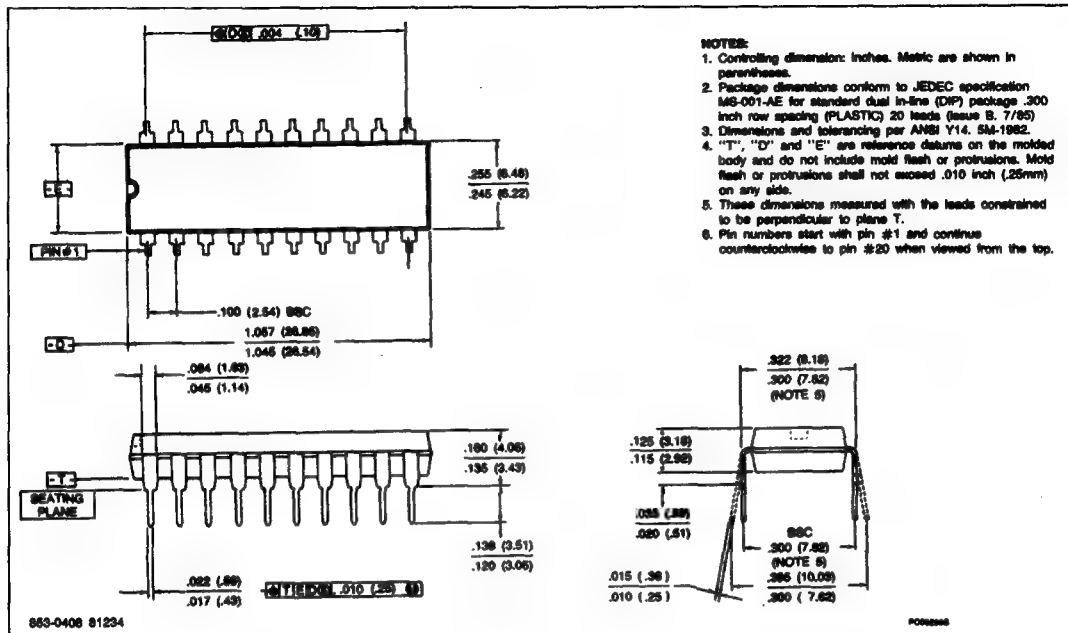 .004 (.10)
NOTES:
1. Controlling dimension: inches. Metric are shown in
parentheses.
2. Package dimensions conform to JEDEC specification
MS-001-AE for standard dual in-line (DIP) package .300
inch row spacing (PLASTIC) 20 leads (issue B, 7/85)
3. Dimensions and tolerancing per ANSI Y14. 5M-1982.
4. "T", "D" and "E" are reference datums on the molded
body and do not include mold flash or protrusions. Mold
flash or protrusions shall not exceed .010 inch (.25mm)
on any side.
5. These dimensions measured with the leads constrained
to be perpendicular to plane T.
6. Pin numbers start with pin #1 and continue
counterclockwise to pin #20 when viewed from the top.
-E-
.255 (6.48)
.245 (6.22)
PIN #1
.100 (2.54) BSC
-D-
1.057 (26.85)
1.045 (26.54)
.064 (1.63)
.045 (1.14)
.322 (8.18)
.300 (7.62)
(NOTE 5)
.160 (4.06)
.135 (3.43)
.125 (3.18)
.115 (2.92)
-T-
SEATING
PLANE
.035 (.89)
.020 (.51)
.138 (3.51)
.120 (3.05)
BSC
.300 (7.62)
(NOTE 5)
.395 (10.03)
.300 ( 7.62)
.015 (.38 )
.010 (.25 )
.022 (.56)
.017 (.43)
T E D .010 (.25)
853-0408 81234